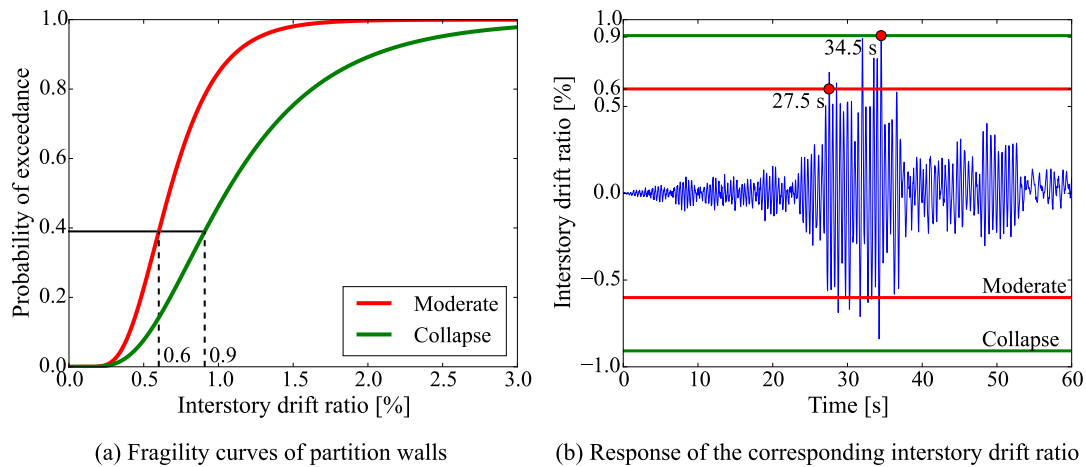 1.0
0.8
0.6
0.4
0.2
0.0
Probability of exceedance
0.6
0.9
Moderate
Collapse
0.0 0.5 1.0 1.5 2.0 2.5 3.0
Interstory drift ratio [%]
(a) Fragility curves of partition walls
1.0
0.9
0.6
0.5
0.0
−0.5
−1.0
Interstory drift ratio [%]
34.5 s
27.5 s
Moderate
Collapse
0 10 20 30 40 50 60
Time [s]
(b) Response of the corresponding interstory drift ratio